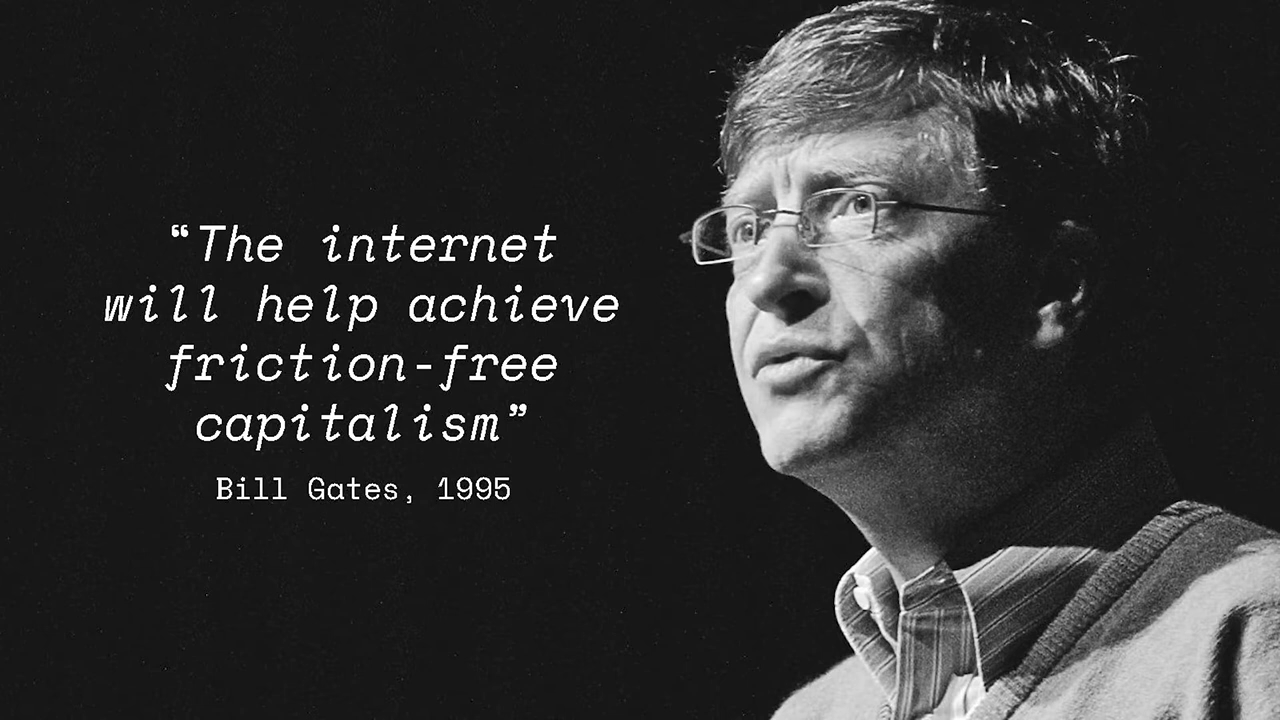 “The internet
will help achieve
friction-free
capitalism”
Bill Gates, 1995